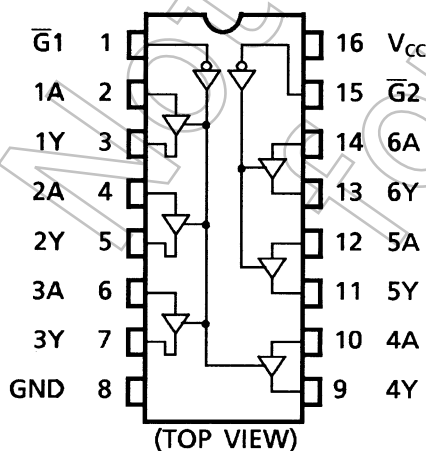 G̅1 1 16 VCC
1A 2 15 G̅2
1Y 3 14 6A
2A 4 13 6Y
2Y 5 12 5A
3A 6 11 5Y
3Y 7 10 4A
GND 8 9 4Y
(TOP VIEW)